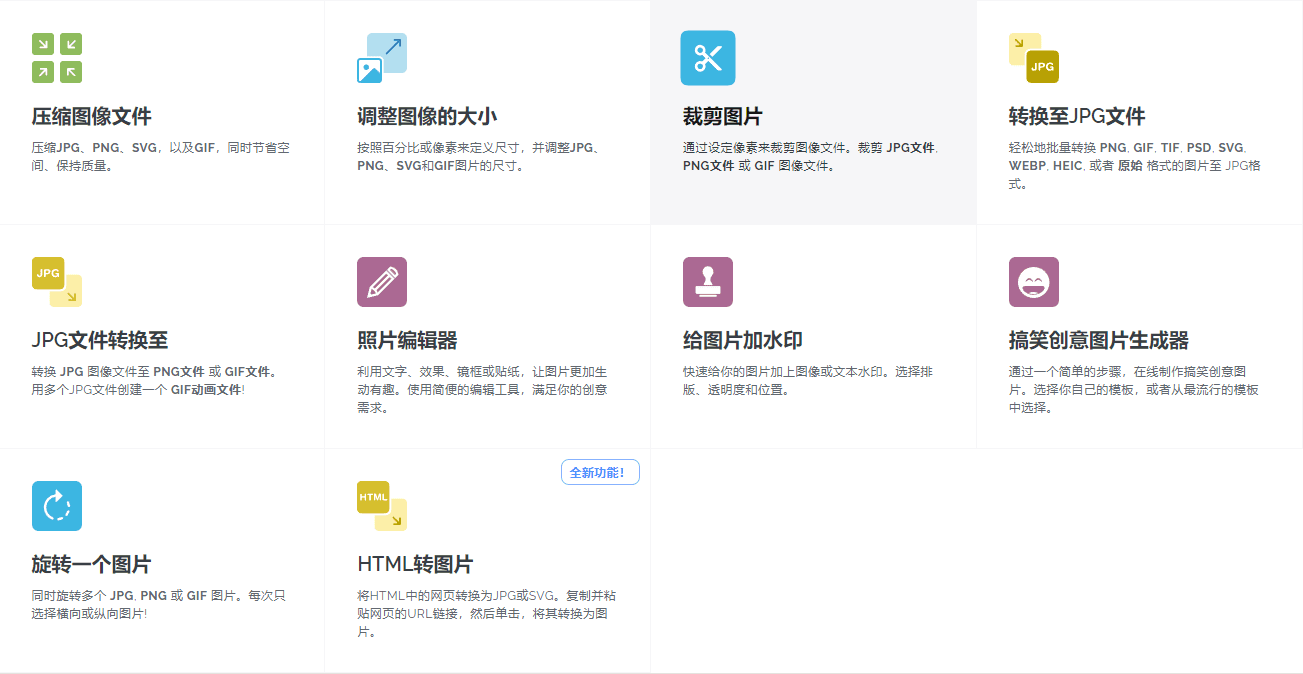 压缩图像文件
压缩JPG、PNG、SVG，以及GIF，同时节省空
间、保持质量。
调整图像的大小
按照百分比或像素来定义尺寸，并调整JPG、
PNG、SVG和GIF图片的尺寸。
裁剪图片
通过设定像素来裁剪图像文件。裁剪 JPG文件,
PNG文件 或 GIF 图像文件。
JPG
转换至JPG文件
轻松地批量转换 PNG, GIF, TIF, PSD, SVG,
WEBP, HEIC, 或者 原始 格式的图片至 JPG格
式。
JPG
JPG文件转换至
转换 JPG 图像文件至 PNG文件 或 GIF文件。
用多个JPG文件创建一个 GIF动画文件!
照片编辑器
利用文字、效果、镜框或贴纸，让图片更加生
动有趣。使用简便的编辑工具，满足你的创意
需求。
给图片加水印
快速给你的图片加上图像或文本水印。选择排
版、透明度和位置。
搞笑创意图片生成器
通过一个简单的步骤，在线制作搞笑创意图
片。选择你自己的模板，或者从最流行的模板
中选择。
旋转一个图片
同时旋转多个 JPG, PNG 或 GIF 图片。每次只
选择横向或纵向图片!
全新功能！
HTML
HTML转图片
将HTML中的网页转换为JPG或SVG。复制并粘
贴网页的URL链接，然后单击，将其转换为图
片。